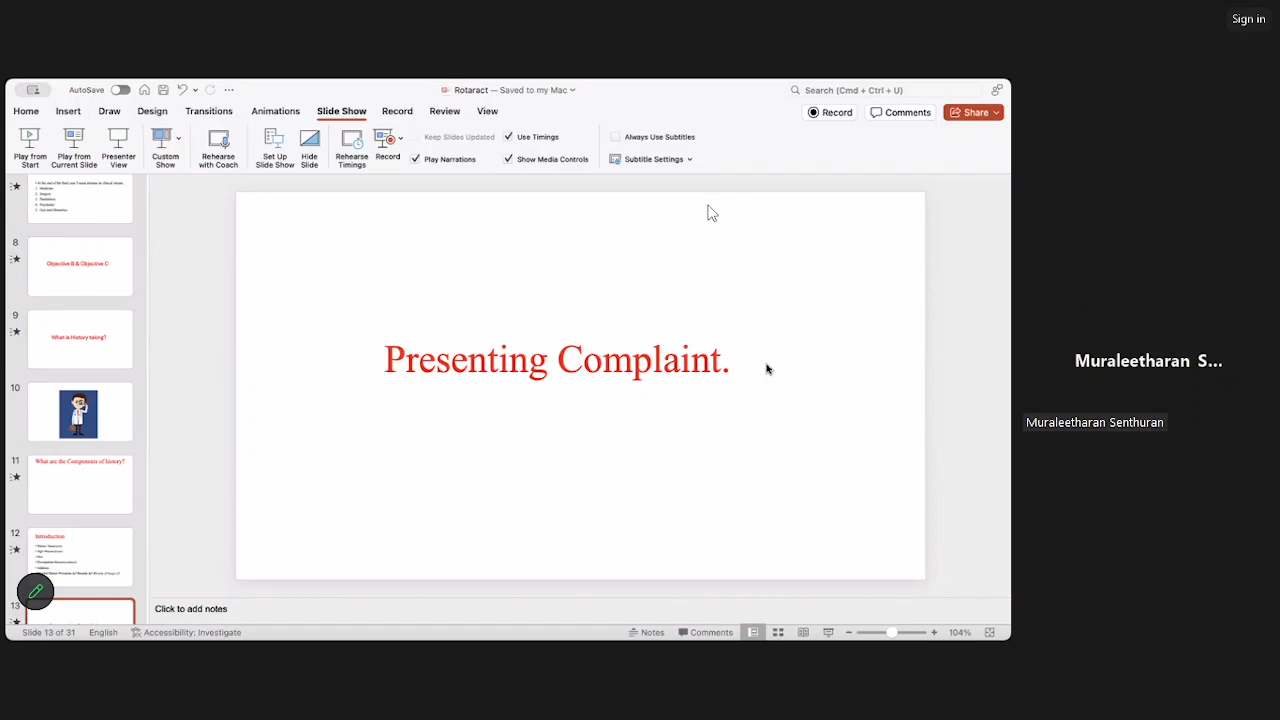 Sign in
AutoSave
Rotaract — Saved to my Mac
Search (Cmd + Ctrl + U)
Home Insert Draw Design Transitions Animations Slide Show Record Review View
Record Comments Share
Play from Start
Play from Current Slide
Presenter View
Custom Show
Rehearse with Coach
Set Up Slide Show
Hide Slide
Rehearse Timings
Record
Keep Slides Updated
Use Timings
Play Narrations
Show Media Controls
Always Use Subtitles
Subtitle Settings
8
Objective B & Objective C
9
What is History taking?
10
11
What are the Components of history?
12
Introduction
13
Presenting Complaint.
Muraleetharan S...
Muraleetharan Senthuran
Click to add notes
Slide 13 of 31 English Accessibility: Investigate
Notes Comments 104%